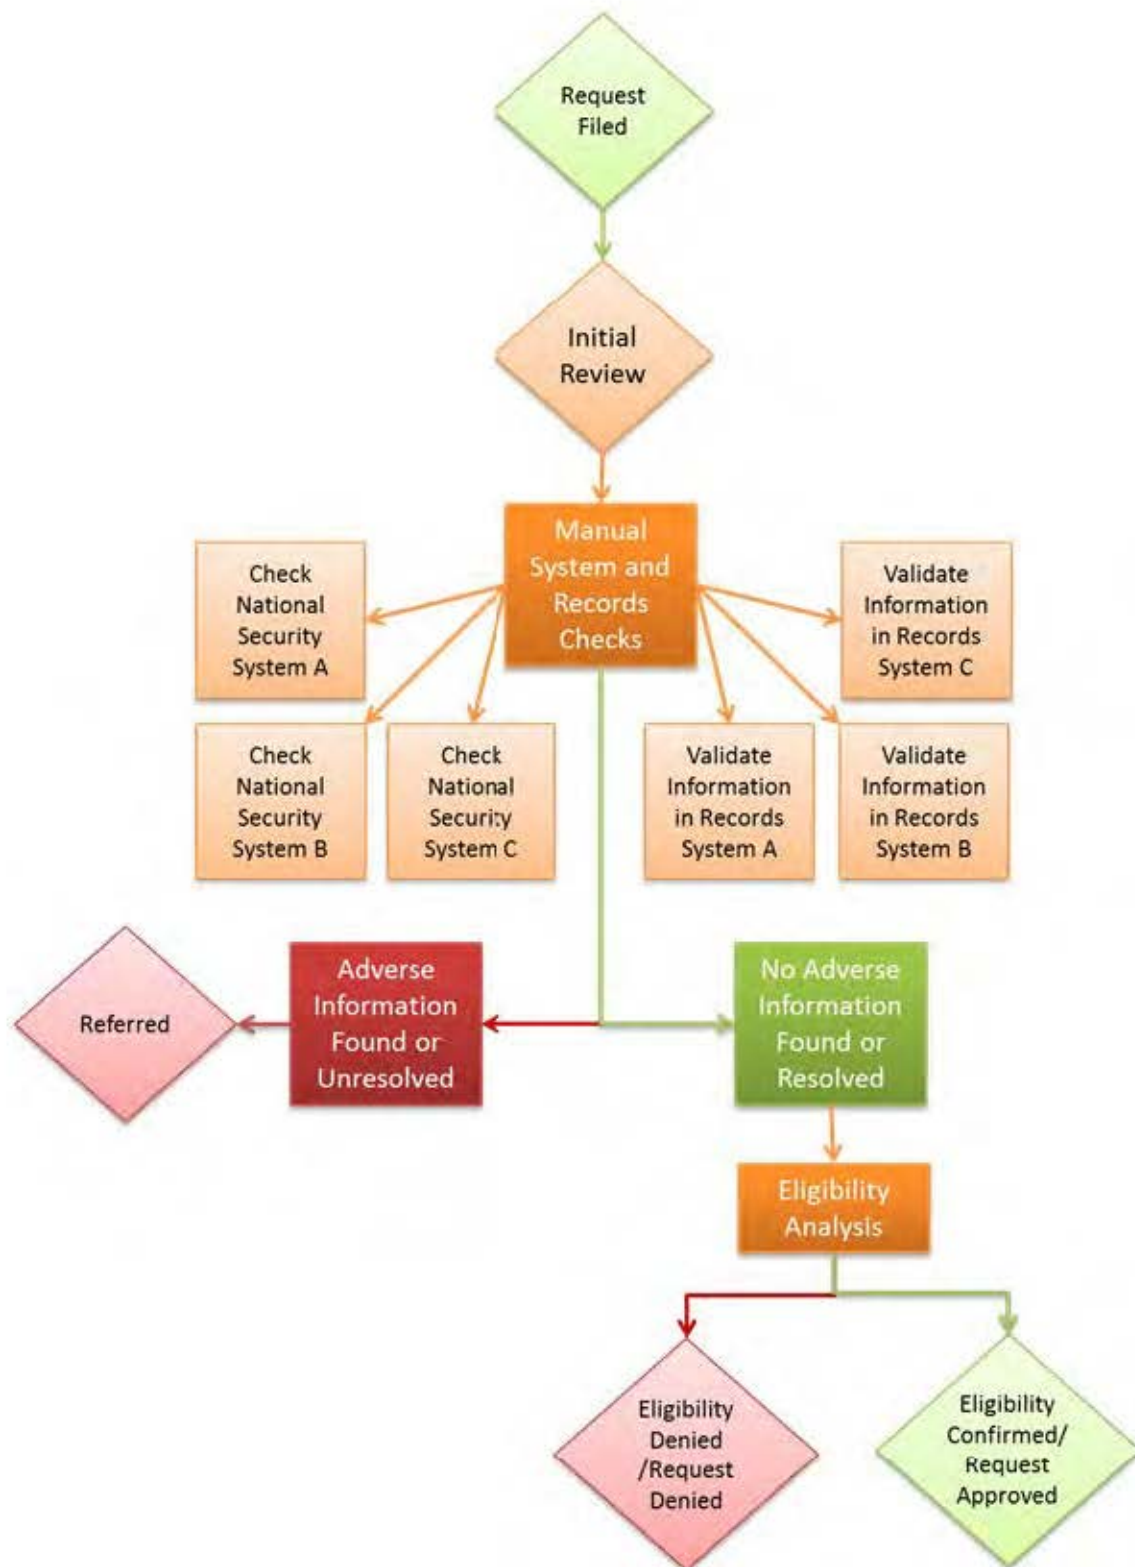 Request
Filed
Initial
Review
Manual
System and
Records
Checks
Check
National
Security
System A
Validate
Information
in Records
System C
Check
National
Security
System B
Check
National
Security
System C
Validate
Information
in Records
System A
Validate
Information
in Records
System B
Referred
Adverse
Information
Found or
Unresolved
No Adverse
Information
Found or
Resolved
Eligibility
Analysis
Eligibility
Denied
/Request
Denied
Eligibility
Confirmed/
Request
Approved